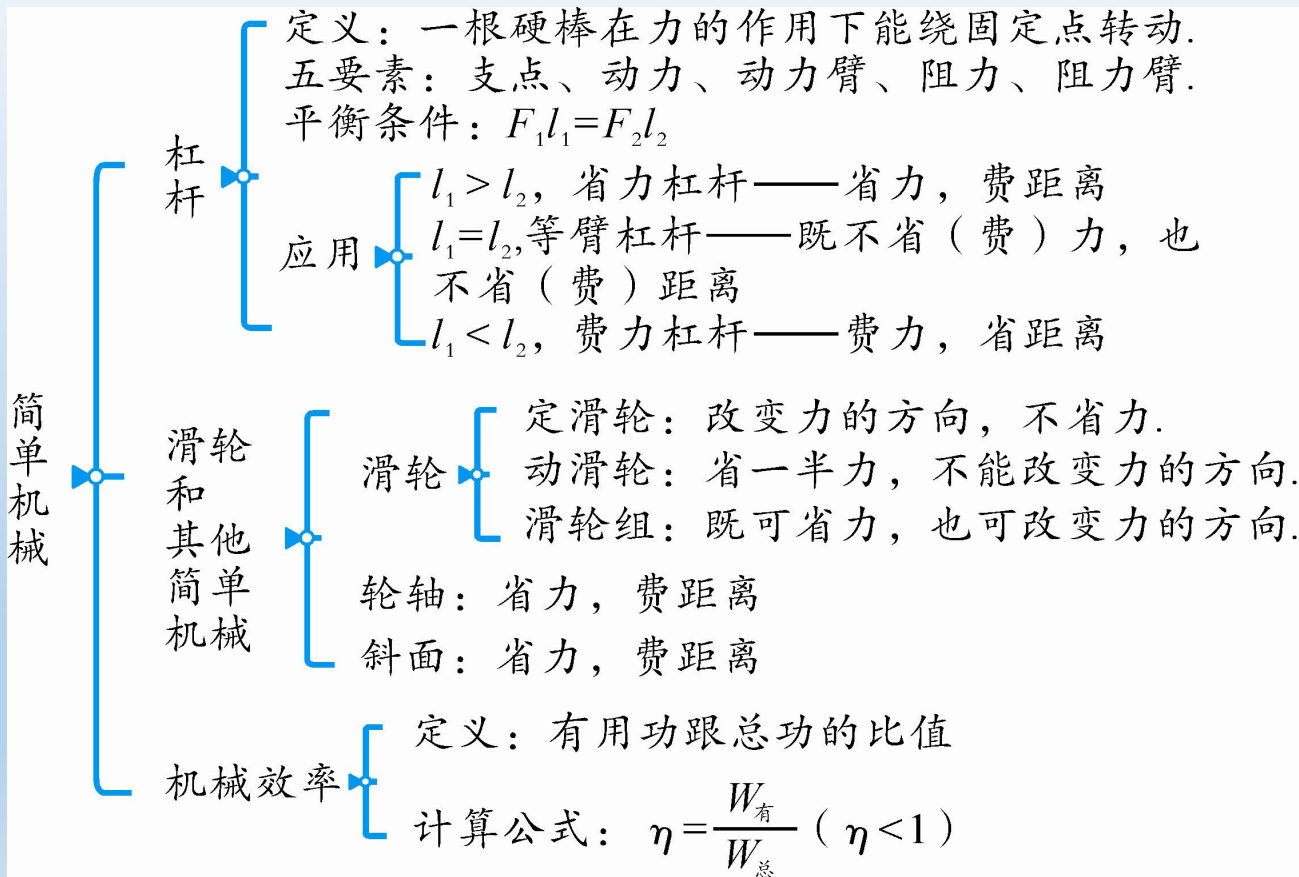 简单机械
杠杆
定义：一根硬棒在力的作用下能绕固定点转动.
五要素：支点、动力、动力臂、阻力、阻力臂.
平衡条件：F₁l₁=F₂l₂
应用
l₁>l₂，省力杠杆——省力，费距离
l₁=l₂,等臂杠杆——既不省（费）力，也
不省（费）距离
l₁<l₂，费力杠杆——费力，省距离
滑轮
和
其他
简单
机械
滑轮
定滑轮：改变力的方向，不省力.
动滑轮：省一半力，不能改变力的方向.
滑轮组：既可省力，也可改变力的方向.
轮轴：省力，费距离
斜面：省力，费距离
机械效率
定义：有用功跟总功的比值
计算公式：η=W有/W总（η<1）